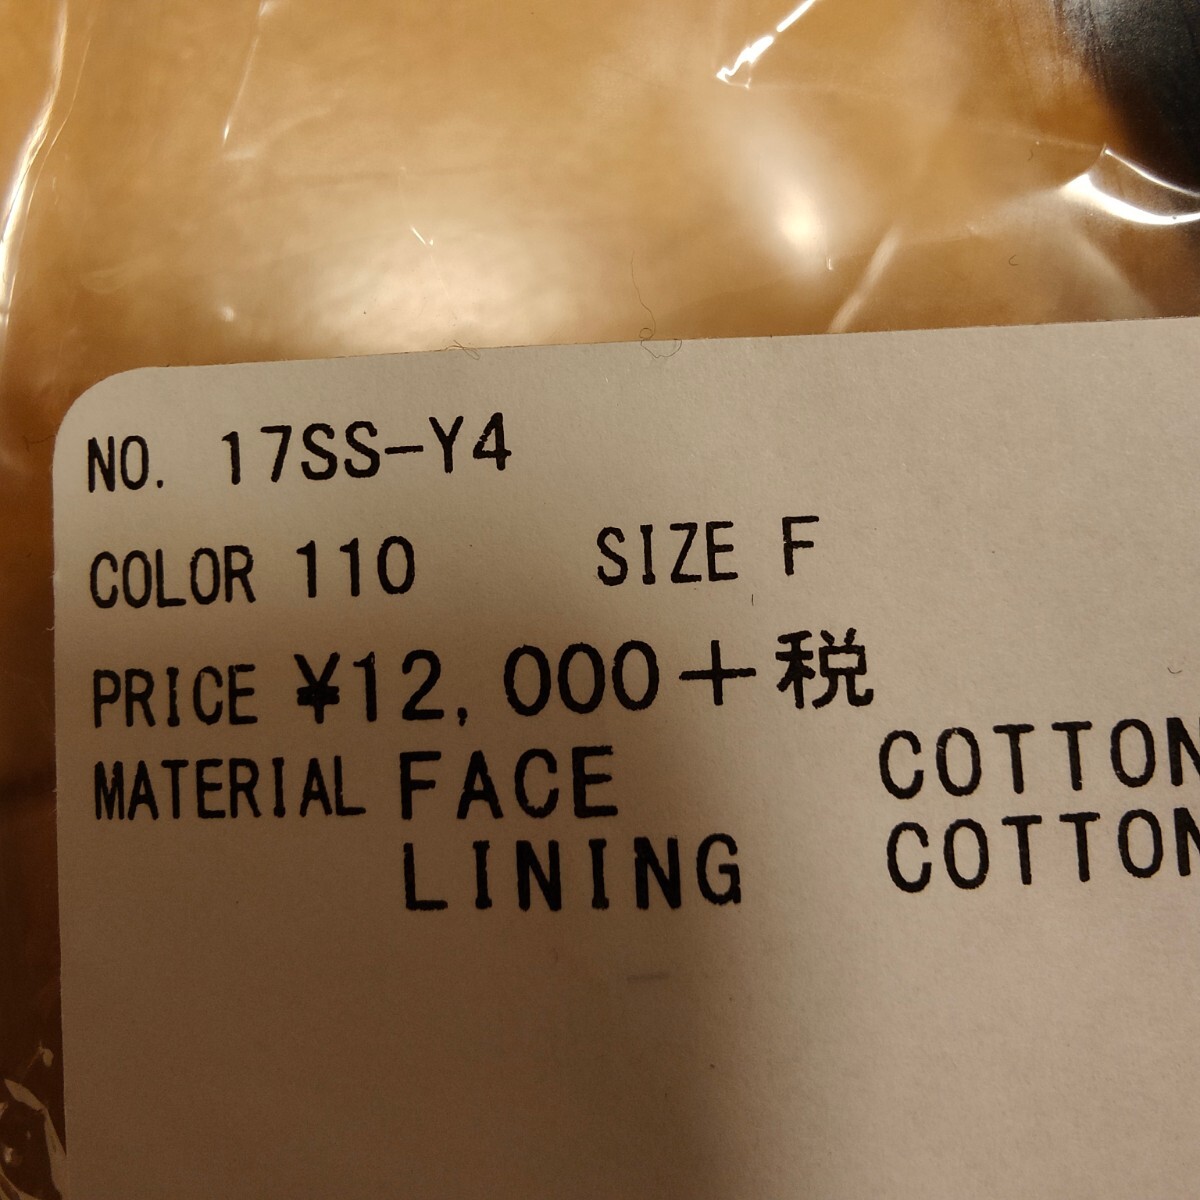 NO. 17SS-Y4
COLOR 110 SIZE F
PRICE ¥12,000+税
MATERIAL FACE COTTON
LINING COTTON